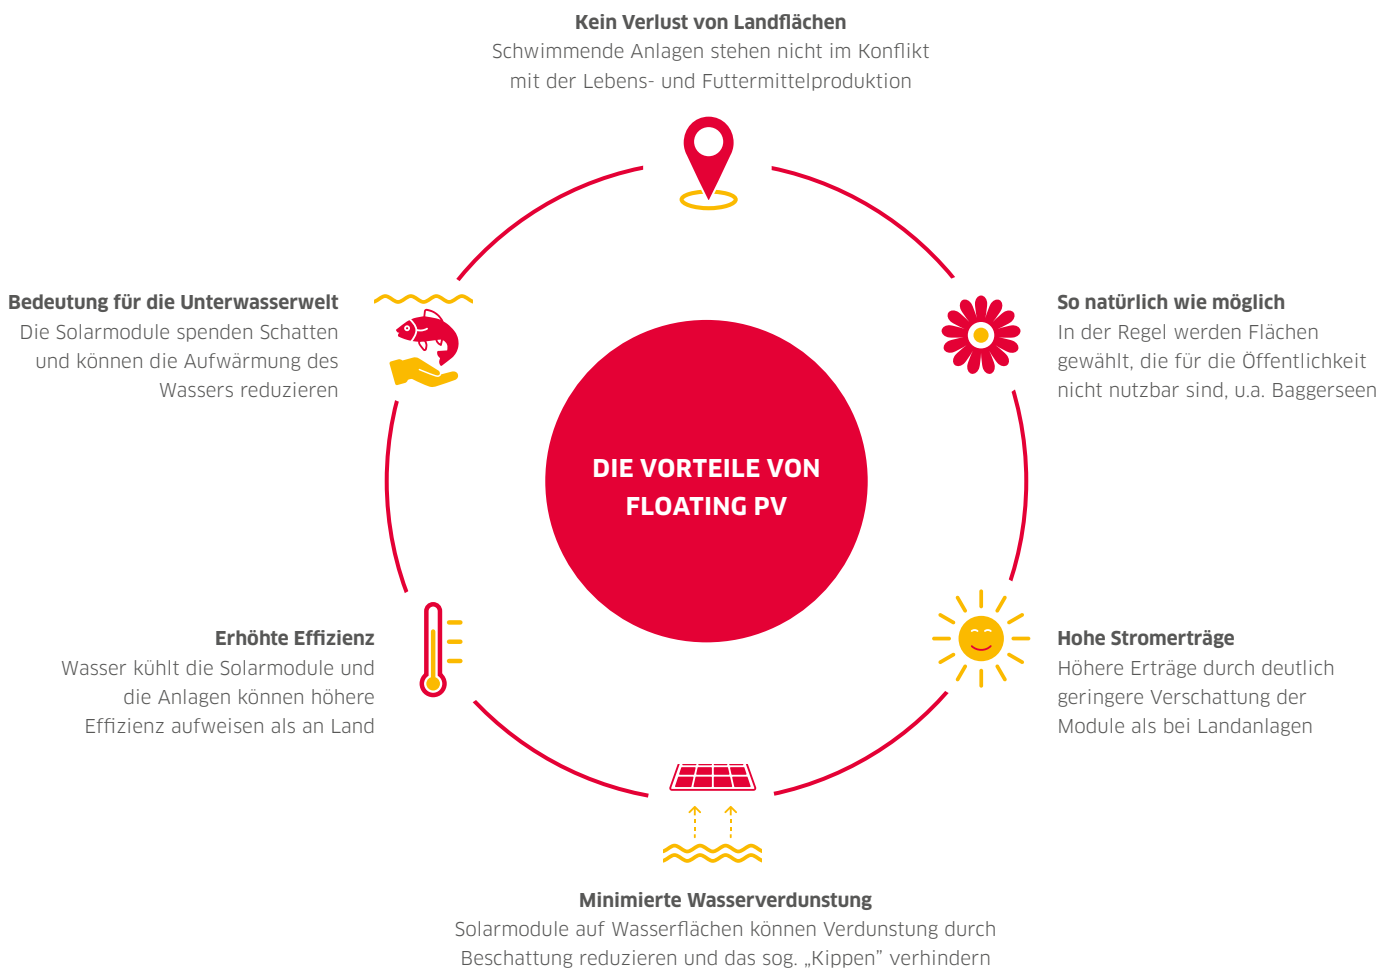 Kein Verlust von Landflächen
Schwimmende Anlagen stehen nicht im Konflikt
mit der Lebens- und Futtermittelproduktion
So natürlich wie möglich
In der Regel werden Flächen
gewählt, die für die Öffentlichkeit
nicht nutzbar sind, u.a. Baggerseen
Hohe Stromerträge
Höhere Erträge durch deutlich
geringere Verschattung der
Module als bei Landanlagen
Minimierte Wasserverdunstung
Solarmodule auf Wasserflächen können Verdunstung durch
Beschattung reduzieren und das sog. „Kippen” verhindern
Erhöhte Effizienz
Wasser kühlt die Solarmodule und
die Anlagen können höhere
Effizienz aufweisen als an Land
Bedeutung für die Unterwasserwelt
Die Solarmodule spenden Schatten
und können die Aufwärmung des
Wassers reduzieren
DIE VORTEILE VON
FLOATING PV